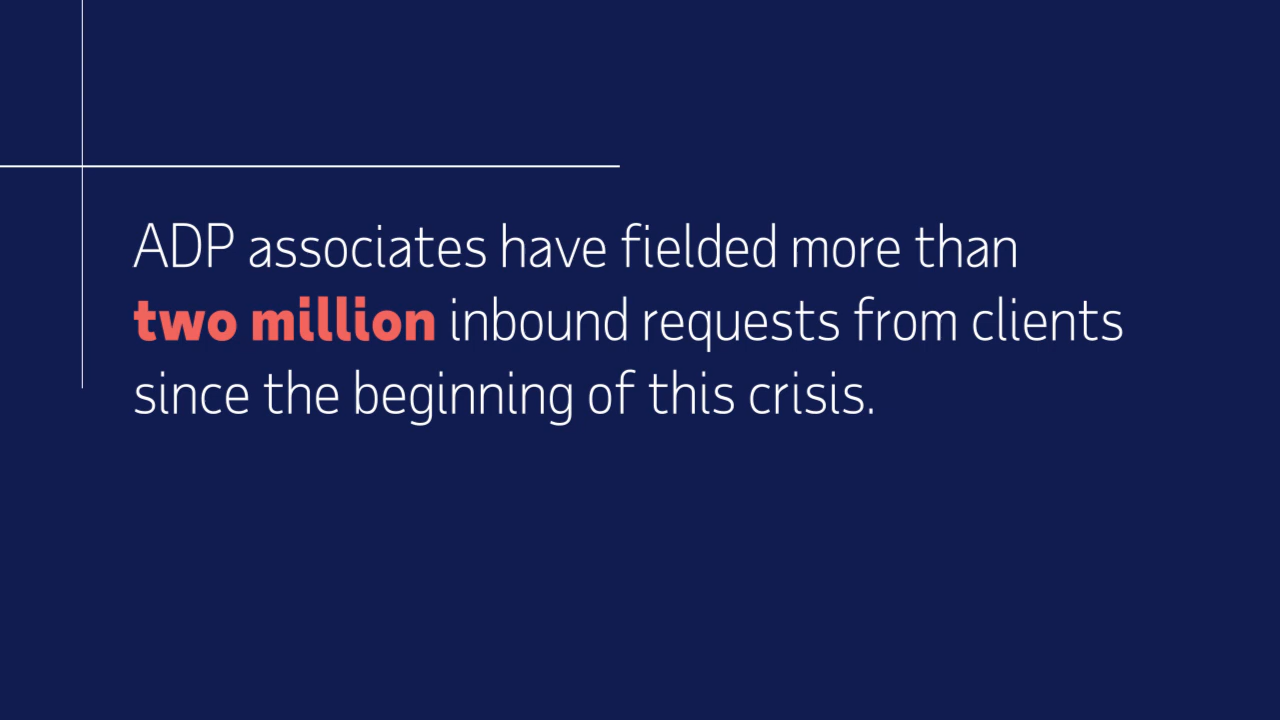 ADP associates have fielded more than
two million inbound requests from clients
since the beginning of this crisis.